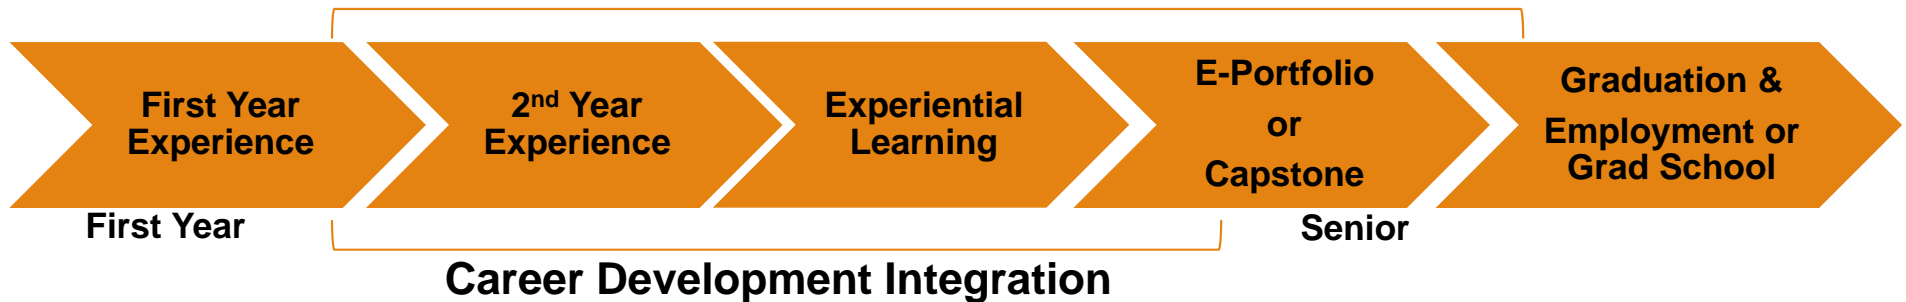 First Year
Experience
2nd Year
Experience
Experiential
Learning
E-Portfolio
or
Capstone
Graduation &
Employment or
Grad School
First Year
Senior
Career Development Integration